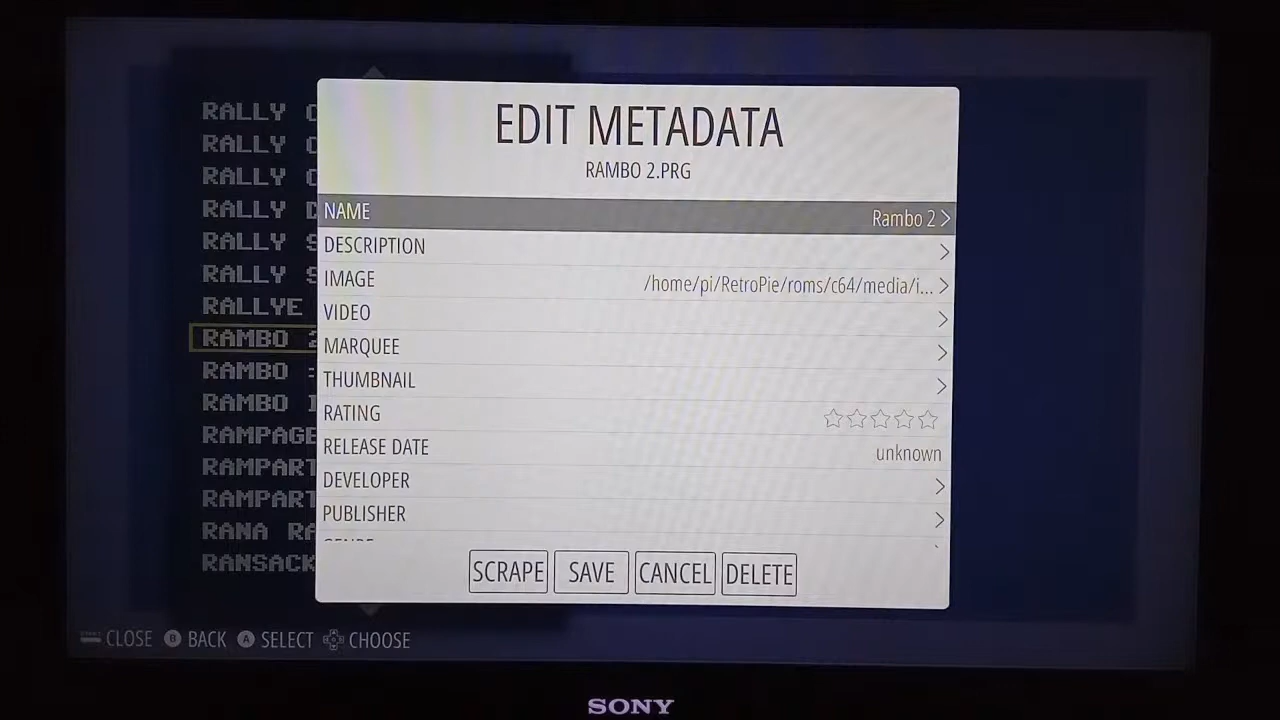 EDIT METADATA
RAMBO 2.PRG
NAME Rambo 2
DESCRIPTION
IMAGE /home/pi/RetroPie/roms/c64/media/i...
VIDEO
MARQUEE
THUMBNAIL
RATING
RELEASE DATE unknown
DEVELOPER
PUBLISHER
SCRAPE SAVE CANCEL DELETE
RALLY
RALLY
RALLY
RALLY
RALLY
RALLY
RALLYE
RAMBO 2
RAMBO :
RAMBO
RAMPAGE
RAMPART
RAMPART
RANA
RANSACK
CLOSE B BACK A SELECT CHOOSE
SONY